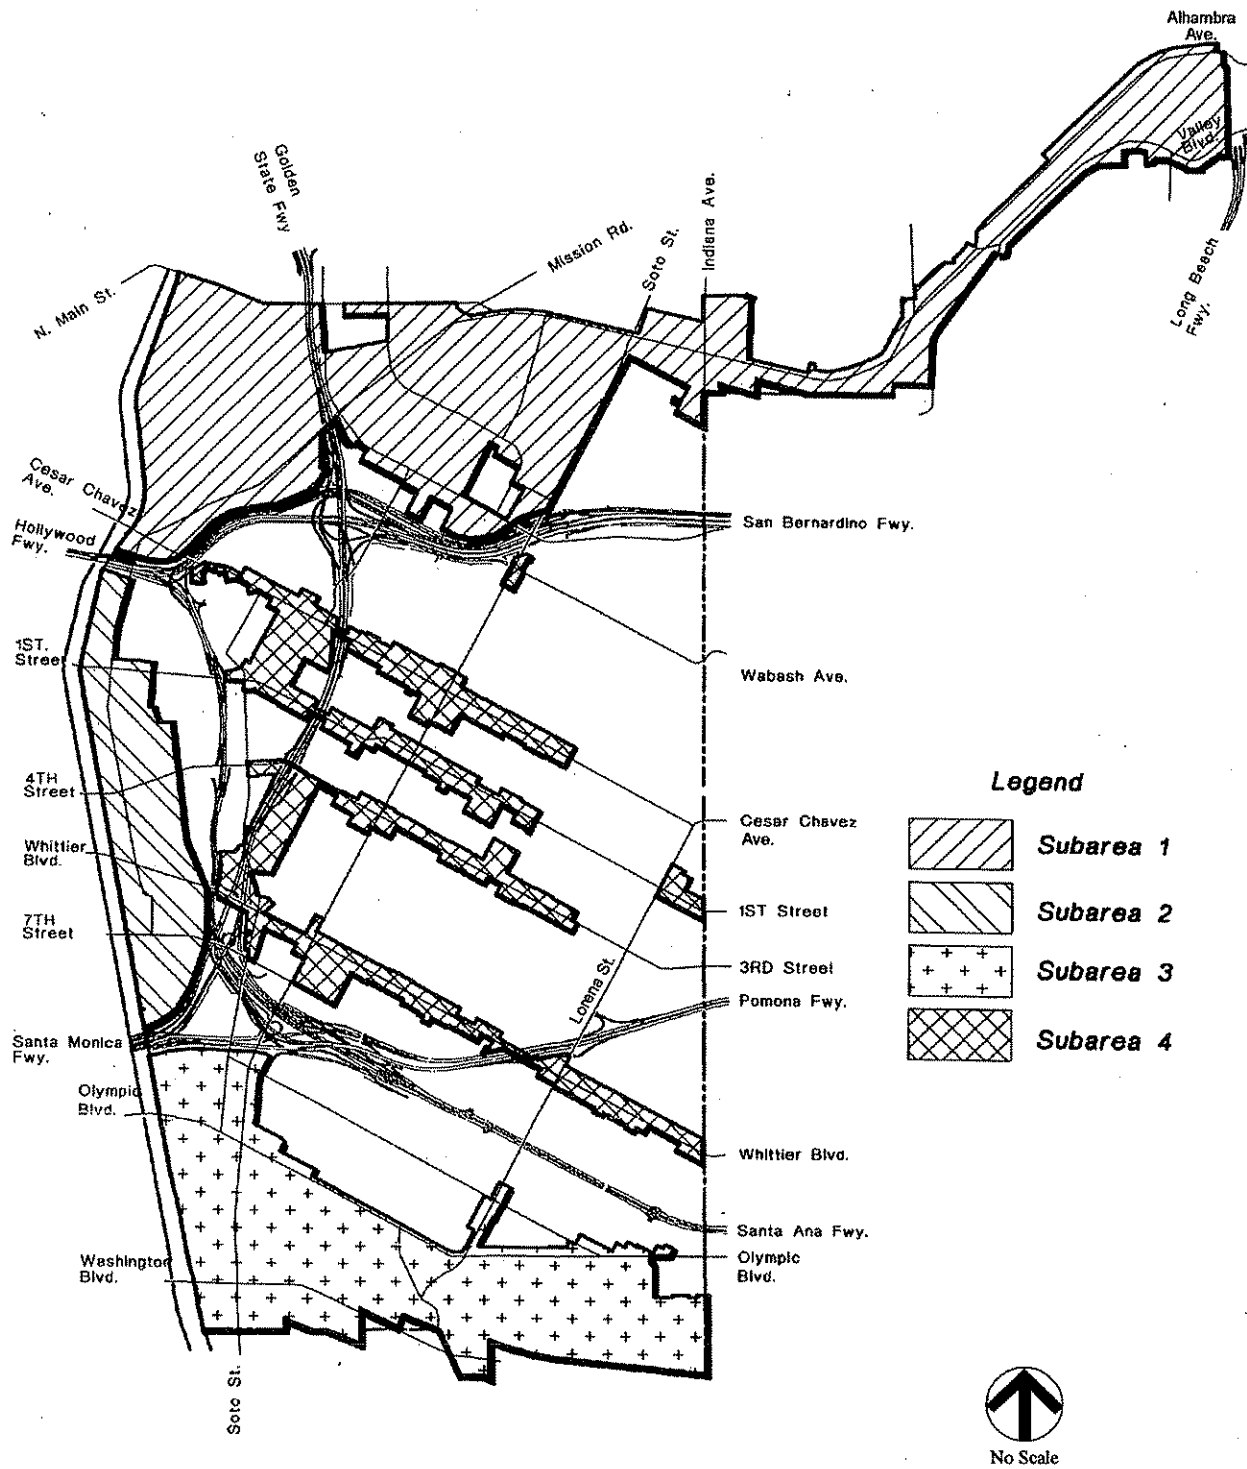 Alhambra
Ave.
Valley
Blvd.
Golden
State Fwy
Mission Rd.
Soto St.
Indiana Ave.
Long Beach
Fwy.
N. Main St.
Cesar Chavez
Ave.
Hollywood
Fwy.
San Bernardino Fwy.
1ST.
Street
Wabash Ave.
4TH
Street
Whittier
Blvd.
7TH
Street
Cesar Chavez
Ave.
1ST Street
3RD Street
Lorena St.
Pomona Fwy.
Legend
Subarea 1
Subarea 2
Subarea 3
Subarea 4
Santa Monica
Fwy.
Olympic
Blvd.
Whittier Blvd.
Santa Ana Fwy.
Washington
Blvd.
Olympic
Blvd.
Soto St.
No Scale